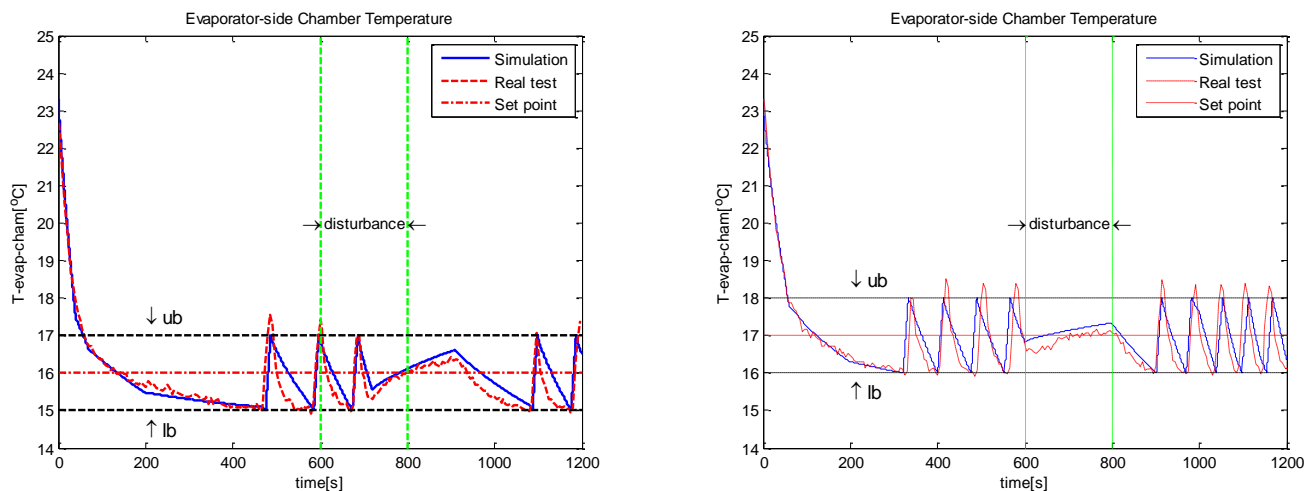 Evaporator-side Chamber Temperature
25
24
23
22
21
20
19
18
17
16
15
14
T-evap-cham[°C]
Simulation
Real test
Set point
→disturbance←
↓ ub
↑ lb
0 200 400 600 800 1000 1200
time[s]
Evaporator-side Chamber Temperature
25
24
23
22
21
20
19
18
17
16
15
14
T-evap-cham[°C]
Simulation
Real test
Set point
→disturbance←
↓ ub
↑ lb
0 200 400 600 800 1000 1200
time[s]